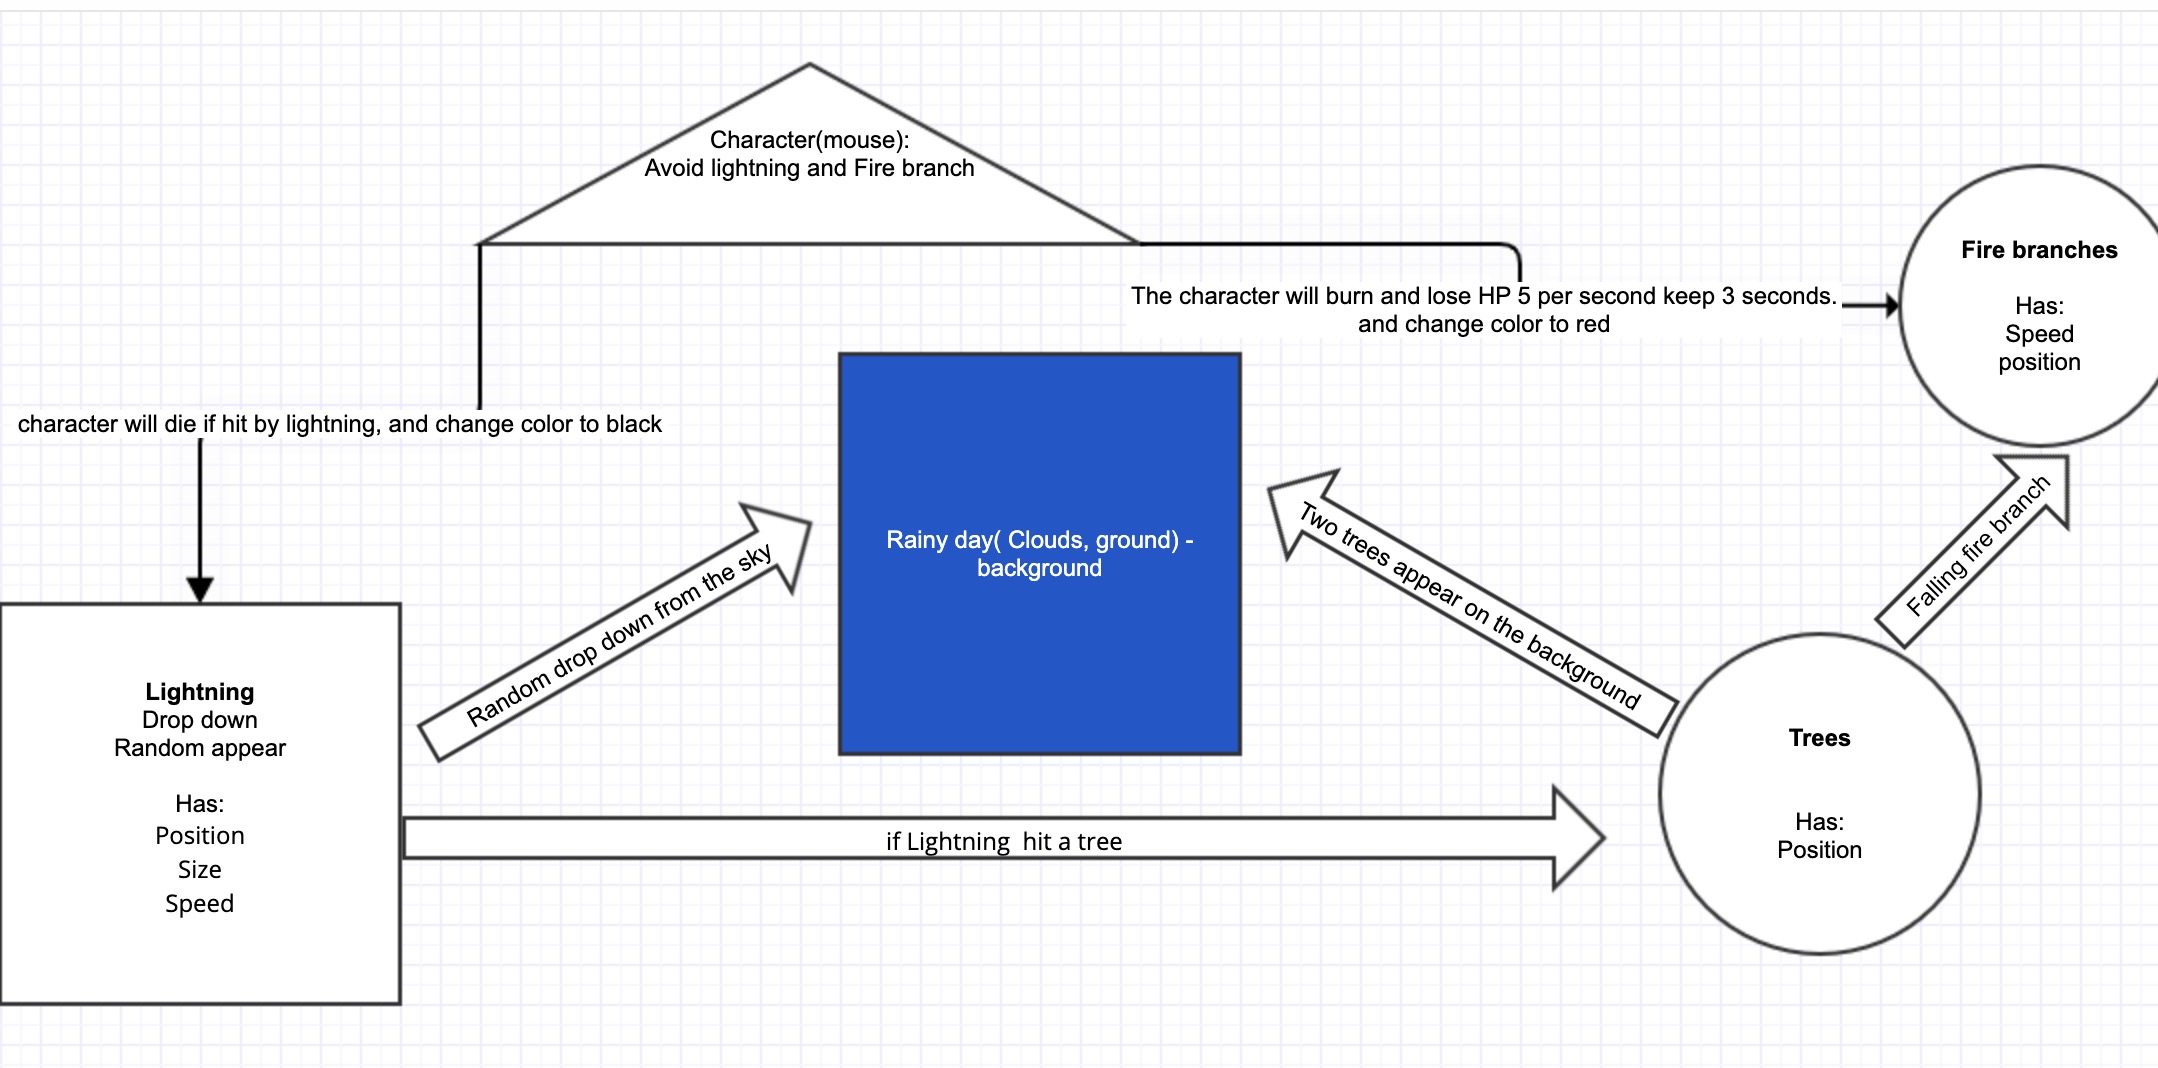 Character(mouse):
Avoid lightning and Fire branch
Fire branches
Has:
Speed
position
The character will burn and lose HP 5 per second keep 3 seconds.
and change color to red
character will die if hit by lightning, and change color to black
Rainy day( Clouds, ground) -
background
Random drop down from the sky
Two trees appear on the background
Falling fire branch
Lightning
Drop down
Random appear
Has:
Position
Size
Speed
if Lightning  hit a tree
Trees
Has:
Position